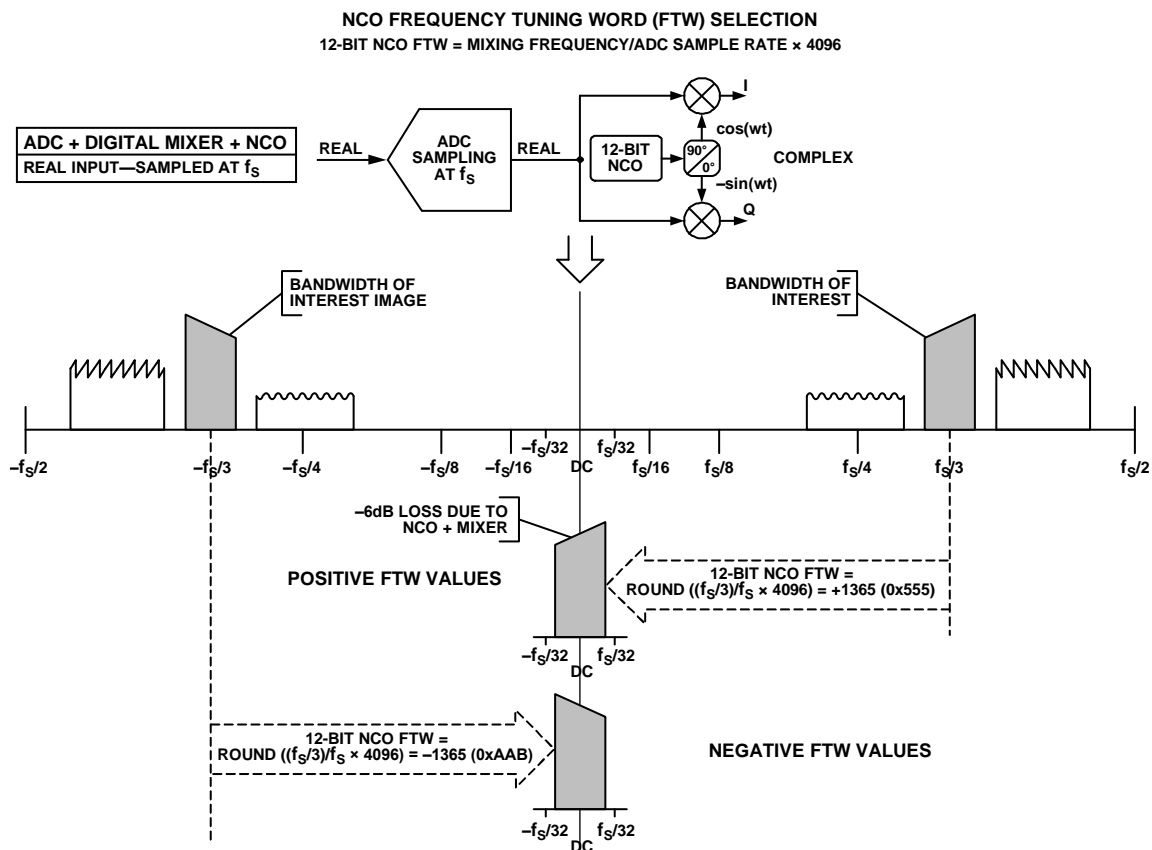 NCO FREQUENCY TUNING WORD (FTW) SELECTION
12-BIT NCO FTW = MIXING FREQUENCY/ADC SAMPLE RATE × 4096
ADC + DIGITAL MIXER + NCO
REAL INPUT—SAMPLED AT fS
REAL
ADC
SAMPLING
AT fS
REAL
12-BIT
NCO
90°
0°
cos(wt)
–sin(wt)
I
Q
COMPLEX
BANDWIDTH OF
INTEREST IMAGE
BANDWIDTH OF
INTEREST
–fS/2
–fS/3
–fS/4
–fS/8
–fS/16
–fS/32
DC
fS/32
fS/16
fS/8
fS/4
fS/3
fS/2
–6dB LOSS DUE TO
NCO + MIXER
POSITIVE FTW VALUES
12-BIT NCO FTW =
ROUND ((fS/3)/fS × 4096) = +1365 (0x555)
–fS/32
DC
fS/32
12-BIT NCO FTW =
ROUND ((fS/3)/fS × 4096) = –1365 (0xAAB)
NEGATIVE FTW VALUES
–fS/32
DC
fS/32